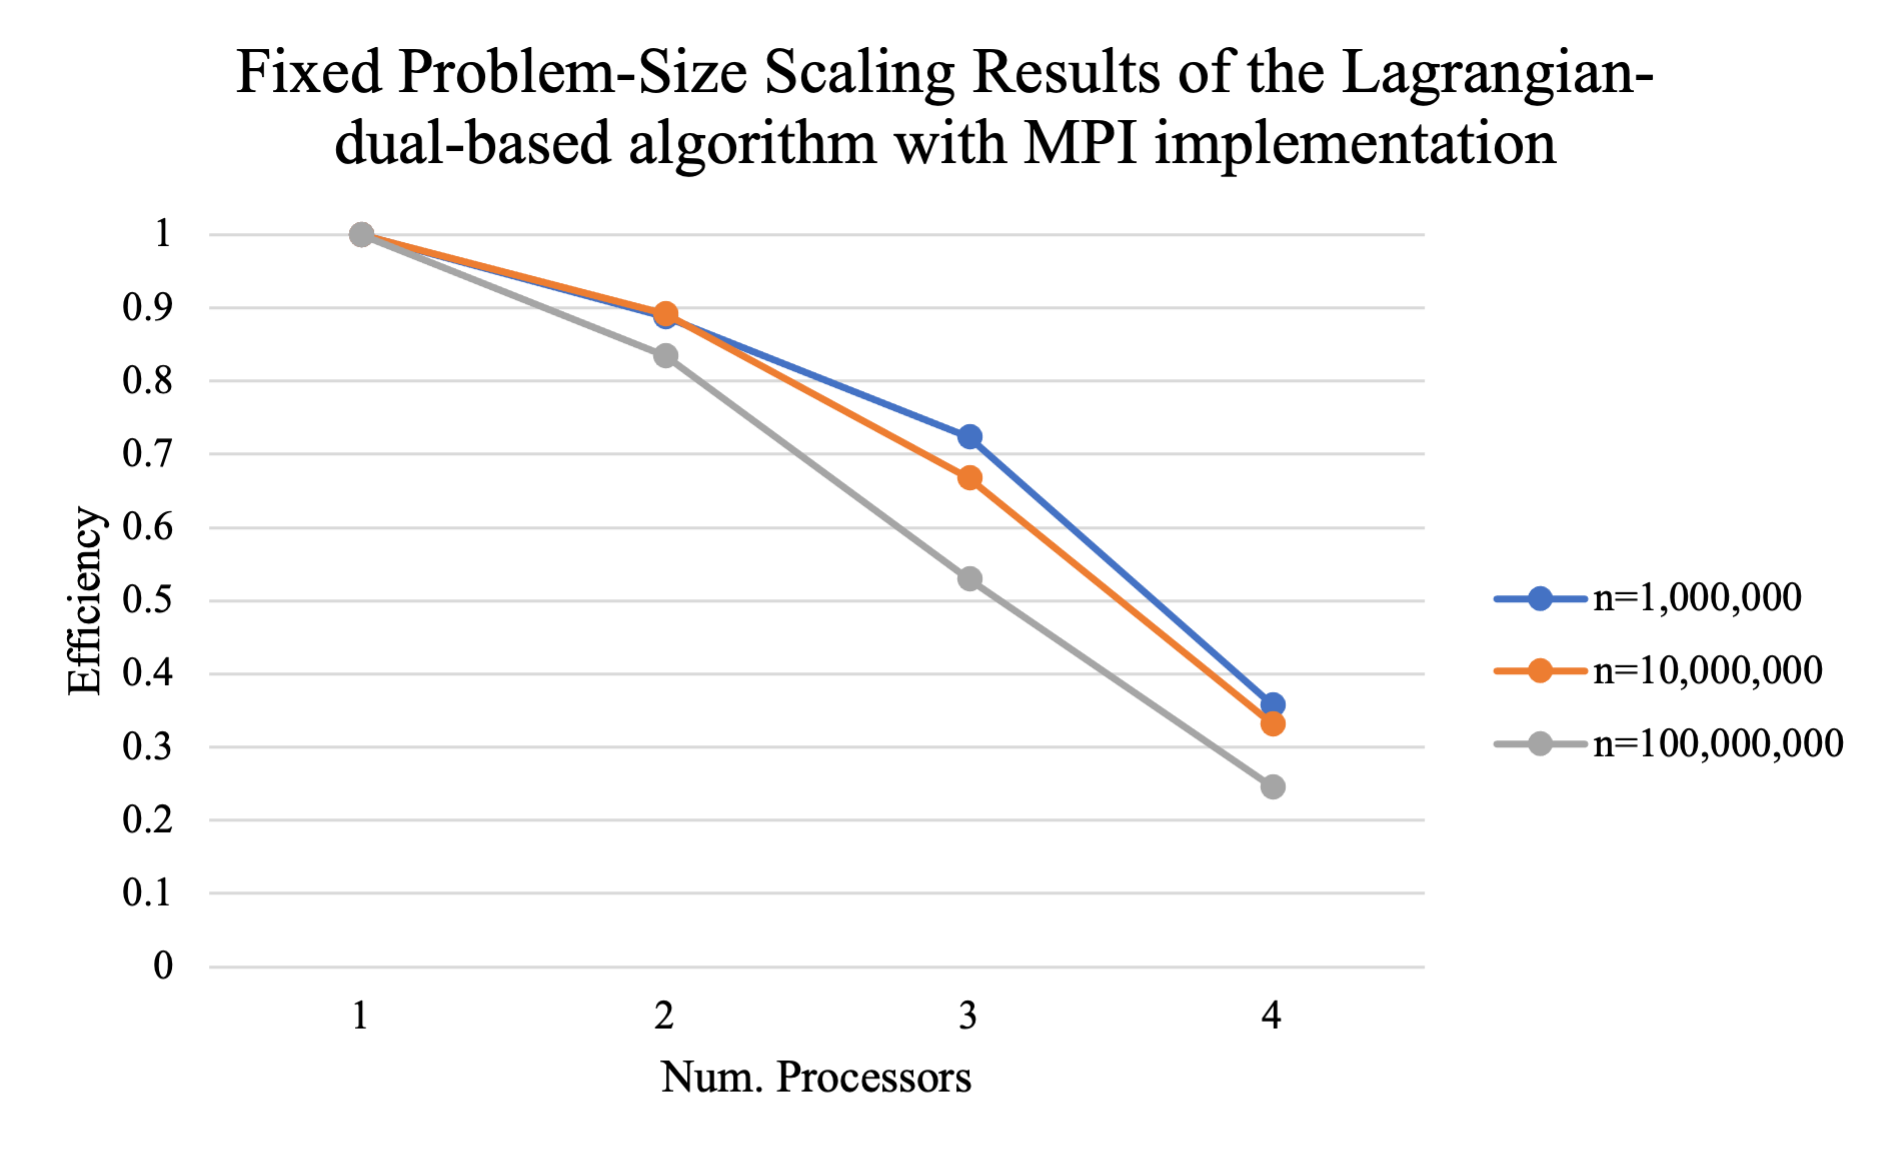 Fixed Problem-Size Scaling Results of the Lagrangian-
dual-based algorithm with MPI implementation
1
0.9
0.8
0.7
0.6
0.5
0.4
0.3
0.2
0.1
0
Efficiency
1 2 3 4
Num. Processors
n=1,000,000
n=10,000,000
n=100,000,000